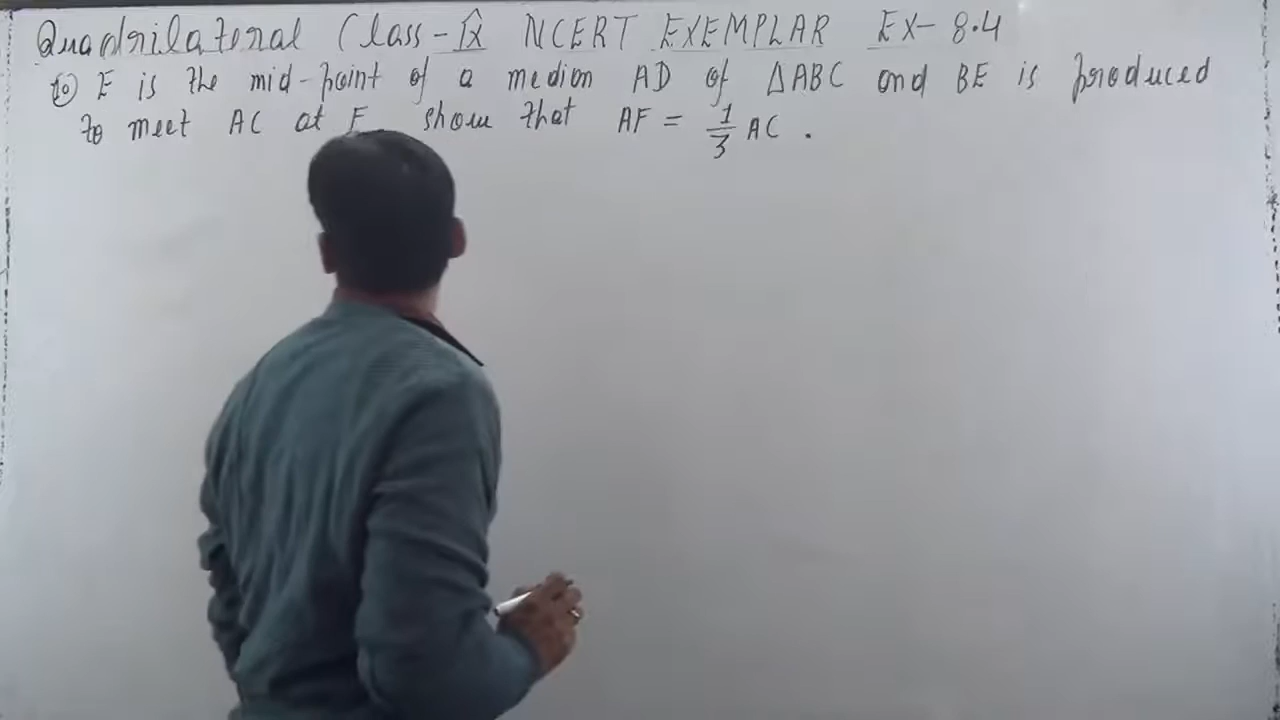 Quadrilateral Class-IX NCERT EXEMPLAR EX-8.4
10) E is the mid-point of a median AD of ΔABC and BE is produced
to meet AC at F show that AF = 1/3 AC .